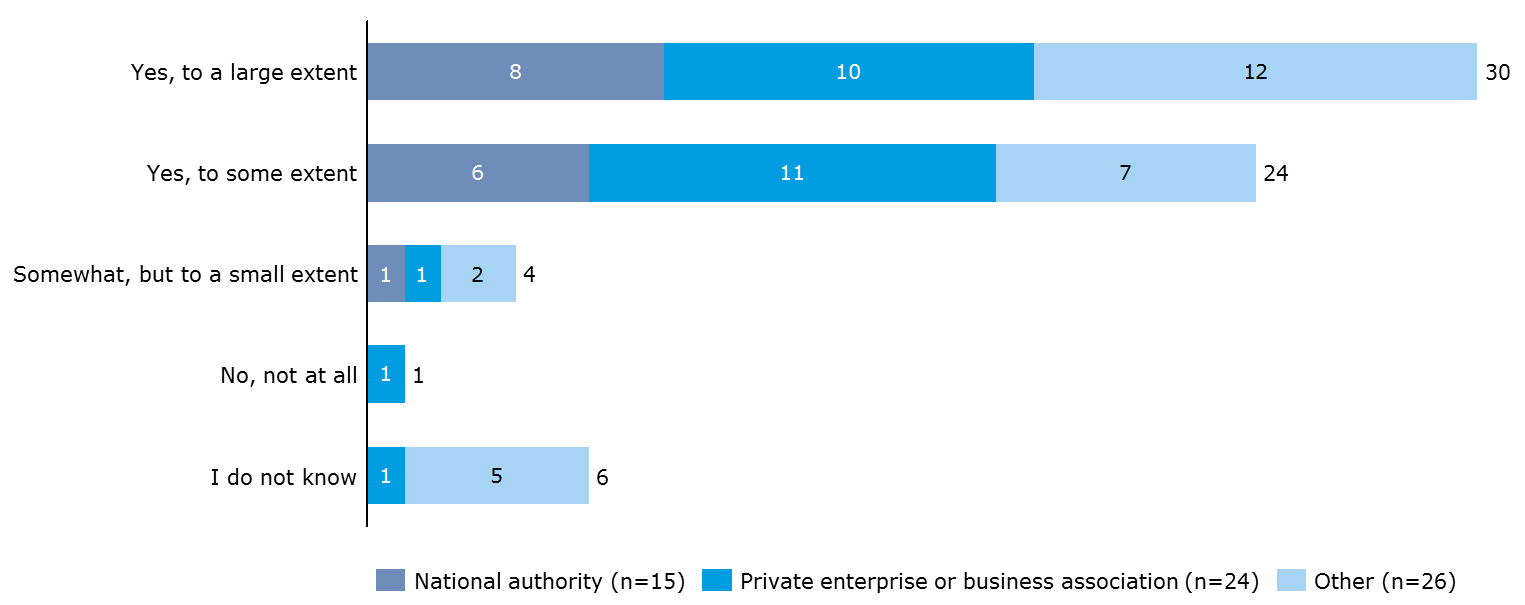 Yes, to a large extent 8 10 12 30
Yes, to some extent 6 11 7 24
Somewhat, but to a small extent 1 1 2 4
No, not at all 1 1
I do not know 1 5 6
National authority (n=15) Private enterprise or business association (n=24) Other (n=26)